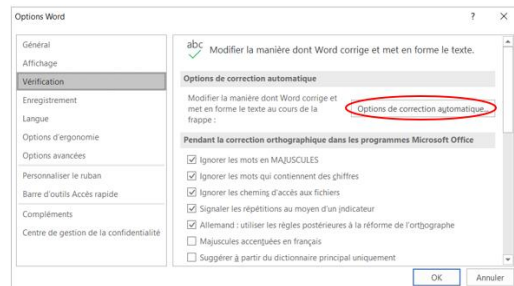 Options Word
? ×
Général
Affichage
Vérification
Enregistrement
Langue
Options d'ergonomie
Options avancées
Personnaliser le ruban
Barre d'outils Accès rapide
Compléments
Centre de gestion de la confidentialité
abc Modifier la manière dont Word corrige et met en forme le texte.
Options de correction automatique
Modifier la manière dont Word corrige et
met en forme le texte au cours de la
frappe :
Options de correction automatique...
Pendant la correction orthographique dans les programmes Microsoft Office
Ignorer les mots en MAJUSCULES
Ignorer les mots qui contiennent des chiffres
Ignorer les chemins d'accès aux fichiers
Signaler les répétitions au moyen d'un indicateur
Allemand : utiliser les règles postérieures à la réforme de l'orthographe
Majuscules accentuées en français
Suggérer à partir du dictionnaire principal uniquement
OK
Annuler